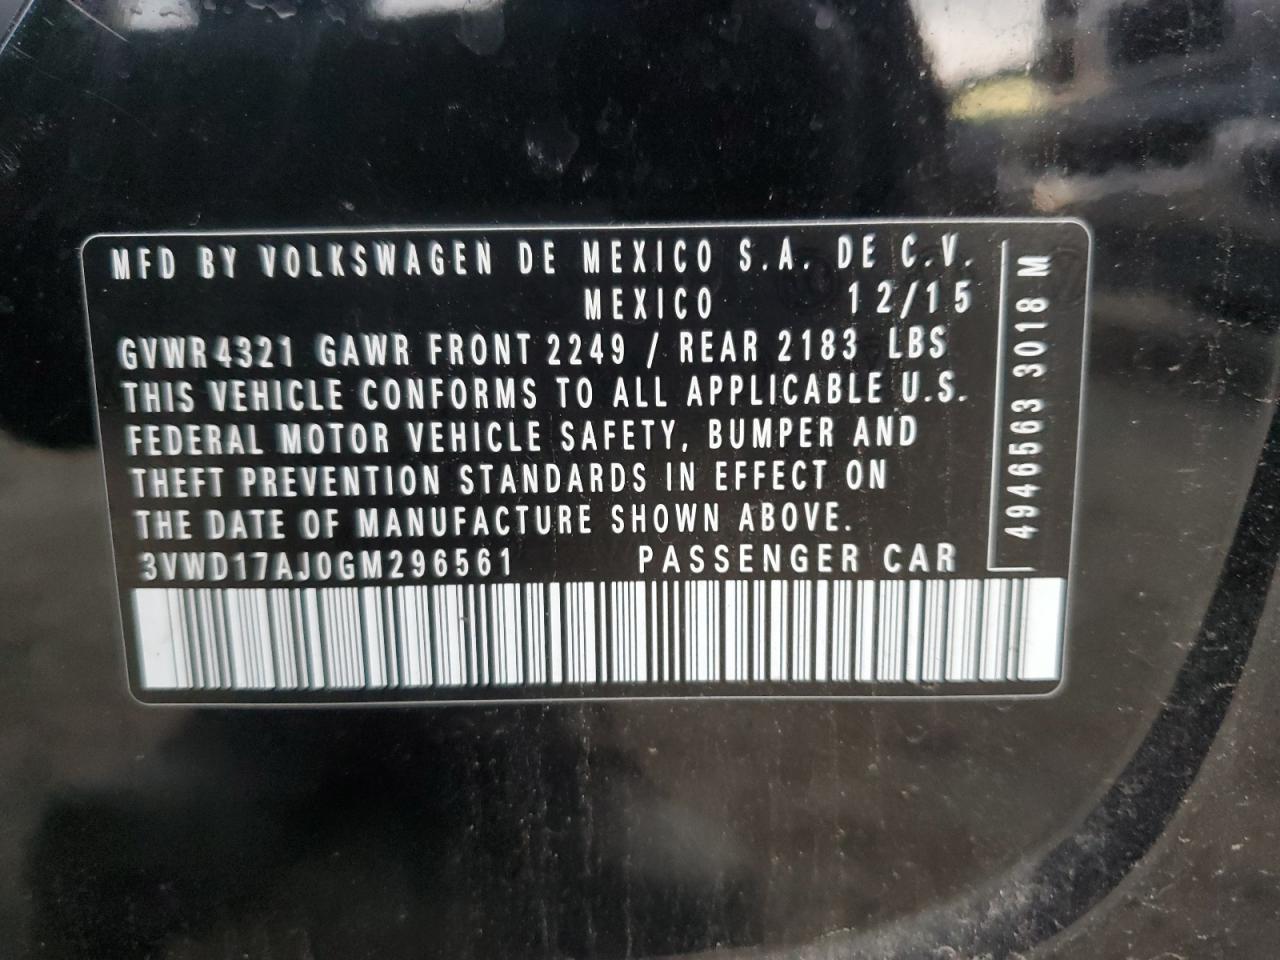 MFD BY VOLKSWAGEN DE MEXICO S.A. DE C.V.
MEXICO 12/15
GVWR 4321 GAWR FRONT 2249 / REAR 2183 LBS
THIS VEHICLE CONFORMS TO ALL APPLICABLE U.S.
FEDERAL MOTOR VEHICLE SAFETY, BUMPER AND
THEFT PREVENTION STANDARDS IN EFFECT ON
THE DATE OF MANUFACTURE SHOWN ABOVE.
3VWD17AJ0GM296561 PASSENGER CAR
4946563 3018 M